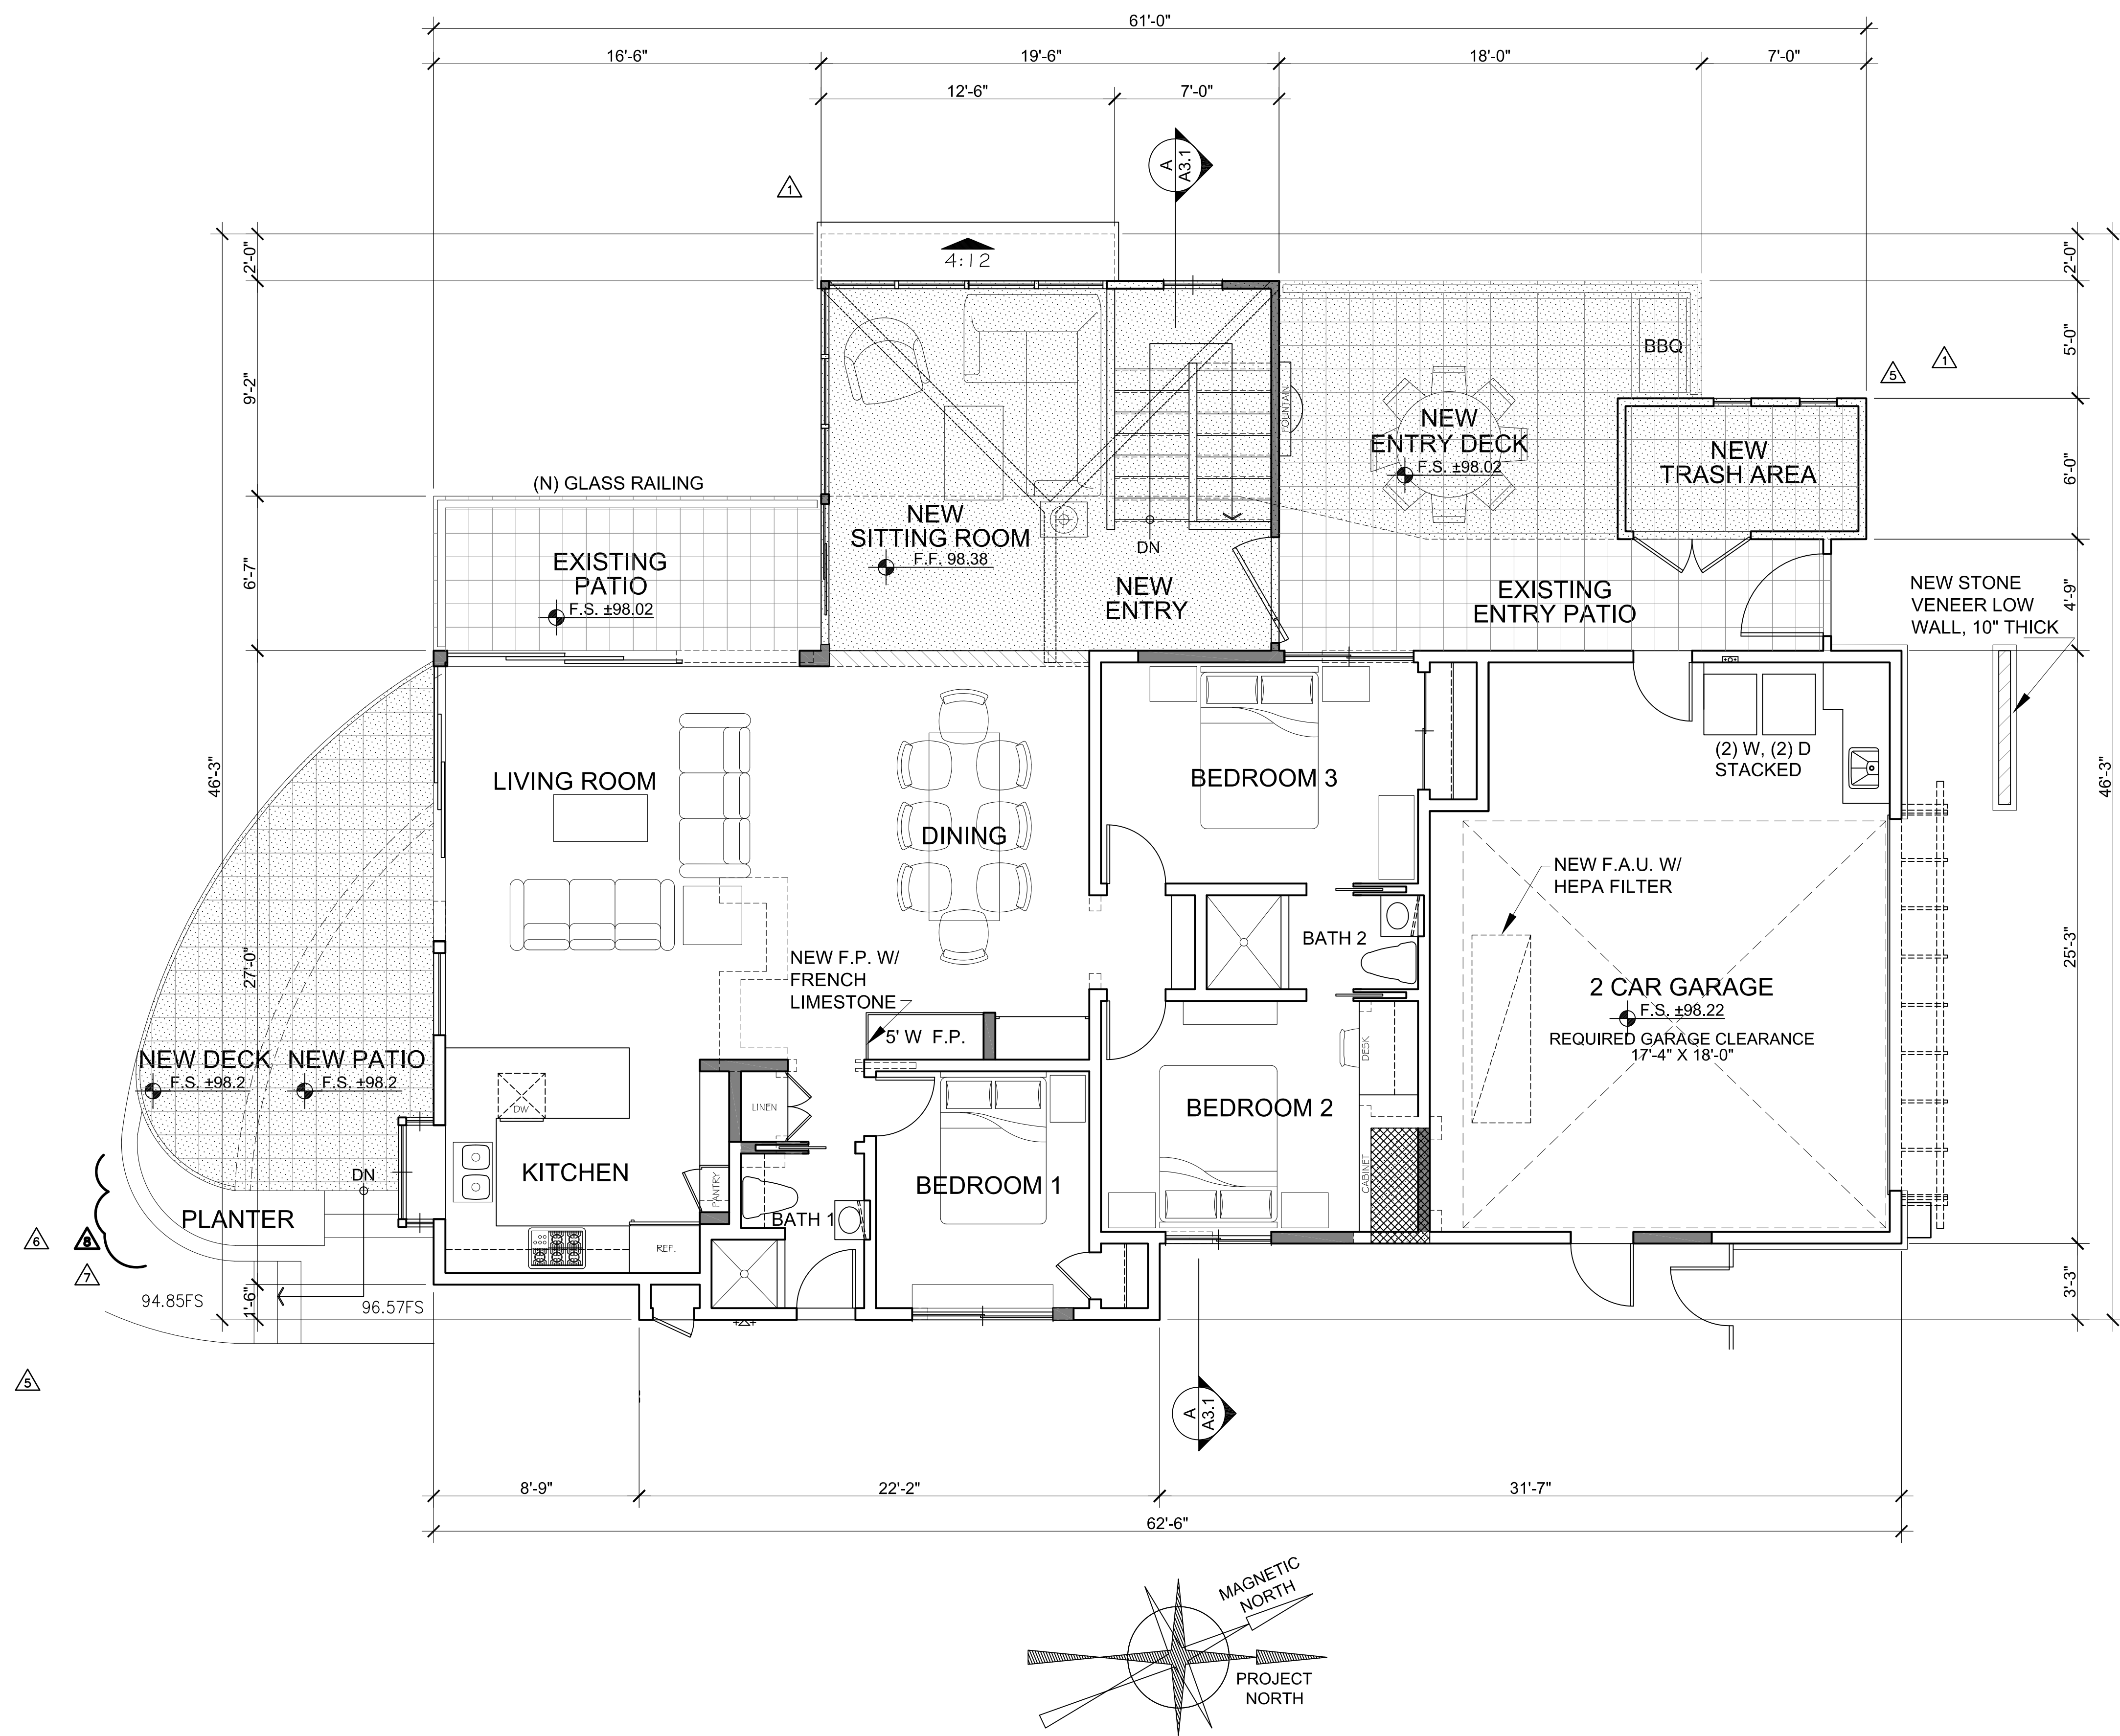 61'-0"
16'-6"
19'-6"
18'-0"
7'-0"
12'-6"
7'-0"
A
A3.1
1
4:12
2'-0"
2'-0"
9'-2"
5'-0"
BBQ
1
5
FOUNTAIN
NEW
ENTRY DECK
F.S. ±98.02
NEW
TRASH AREA
6'-0"
(N) GLASS RAILING
NEW
SITTING ROOM
F.F. 98.38
DN
6'-7"
EXISTING
PATIO
F.S. ±98.02
NEW
ENTRY
EXISTING
ENTRY PATIO
4'-9"
NEW STONE
VENEER LOW
WALL, 10" THICK
46'-3"
46'-3"
LIVING ROOM
DINING
BEDROOM 3
(2) W, (2) D
STACKED
NEW F.A.U. W/
HEPA FILTER
27'-0"
NEW F.P. W/
FRENCH
LIMESTONE
BATH 2
25'-3"
2 CAR GARAGE
F.S. ±98.22
REQUIRED GARAGE CLEARANCE
17'-4" X 18'-0"
5' W F.P.
DESK
NEW DECK
F.S. ±98.2
NEW PATIO
F.S. ±98.2
DW
LINEN
BEDROOM 2
DN
KITCHEN
PANTRY
BEDROOM 1
CABINET
PLANTER
BATH 1
REF.
6
8
7
94.85FS
96.57FS
1'-6"
3'-3"
5
A
A3.1
8'-9"
22'-2"
31'-7"
62'-6"
MAGNETIC
NORTH
PROJECT
NORTH